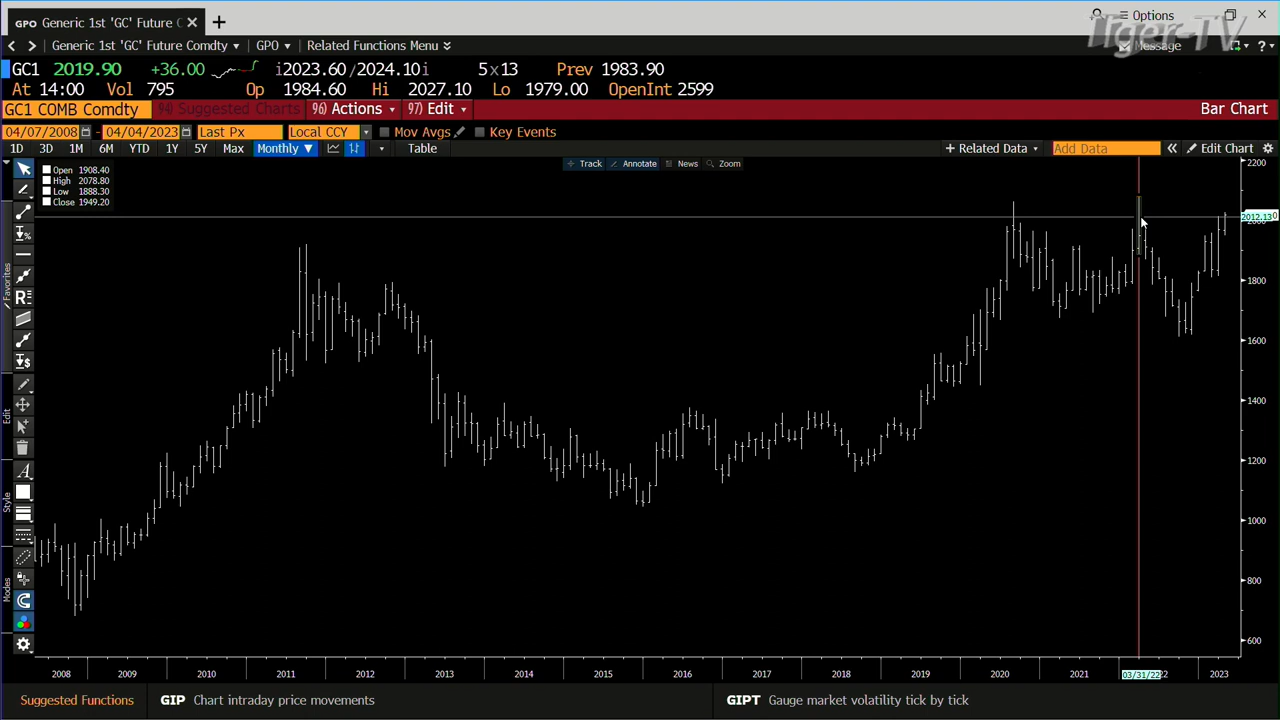 GPO Generic 1st 'GC' Future C × +
Options
Generic 1st 'GC' Future Comdty GPO Related Functions Menu
Message
Tiger-TV
GC1 2019.90 +36.00 i2023.60/2024.10i 5x13 Prev 1983.90
At 14:00 Vol 795 Op 1984.60 Hi 2027.10 Lo 1979.00 OpenInt 2599
GC1 COMB Comdty 94) Suggested Charts 96) Actions 97) Edit Bar Chart
04/07/2008 - 04/04/2023 Last Px Local CCY Mov Avgs Key Events
1D 3D 1M 6M YTD 1Y 5Y Max Monthly ▼ Table + Related Data Add Data « Edit Chart
Track Annotate News Zoom
Open 1908.40
High 2078.80
Low 1888.30
Close 1949.20
2200
2012.13
1800
1600
1400
1200
1000
800
600
Favorites
Edit
Style
Modes
2008 2009 2010 2011 2012 2013 2014 2015 2016 2017 2018 2019 2020 2021 03/31/22 2023
Suggested Functions GIP Chart intraday price movements GIPT Gauge market volatility tick by tick